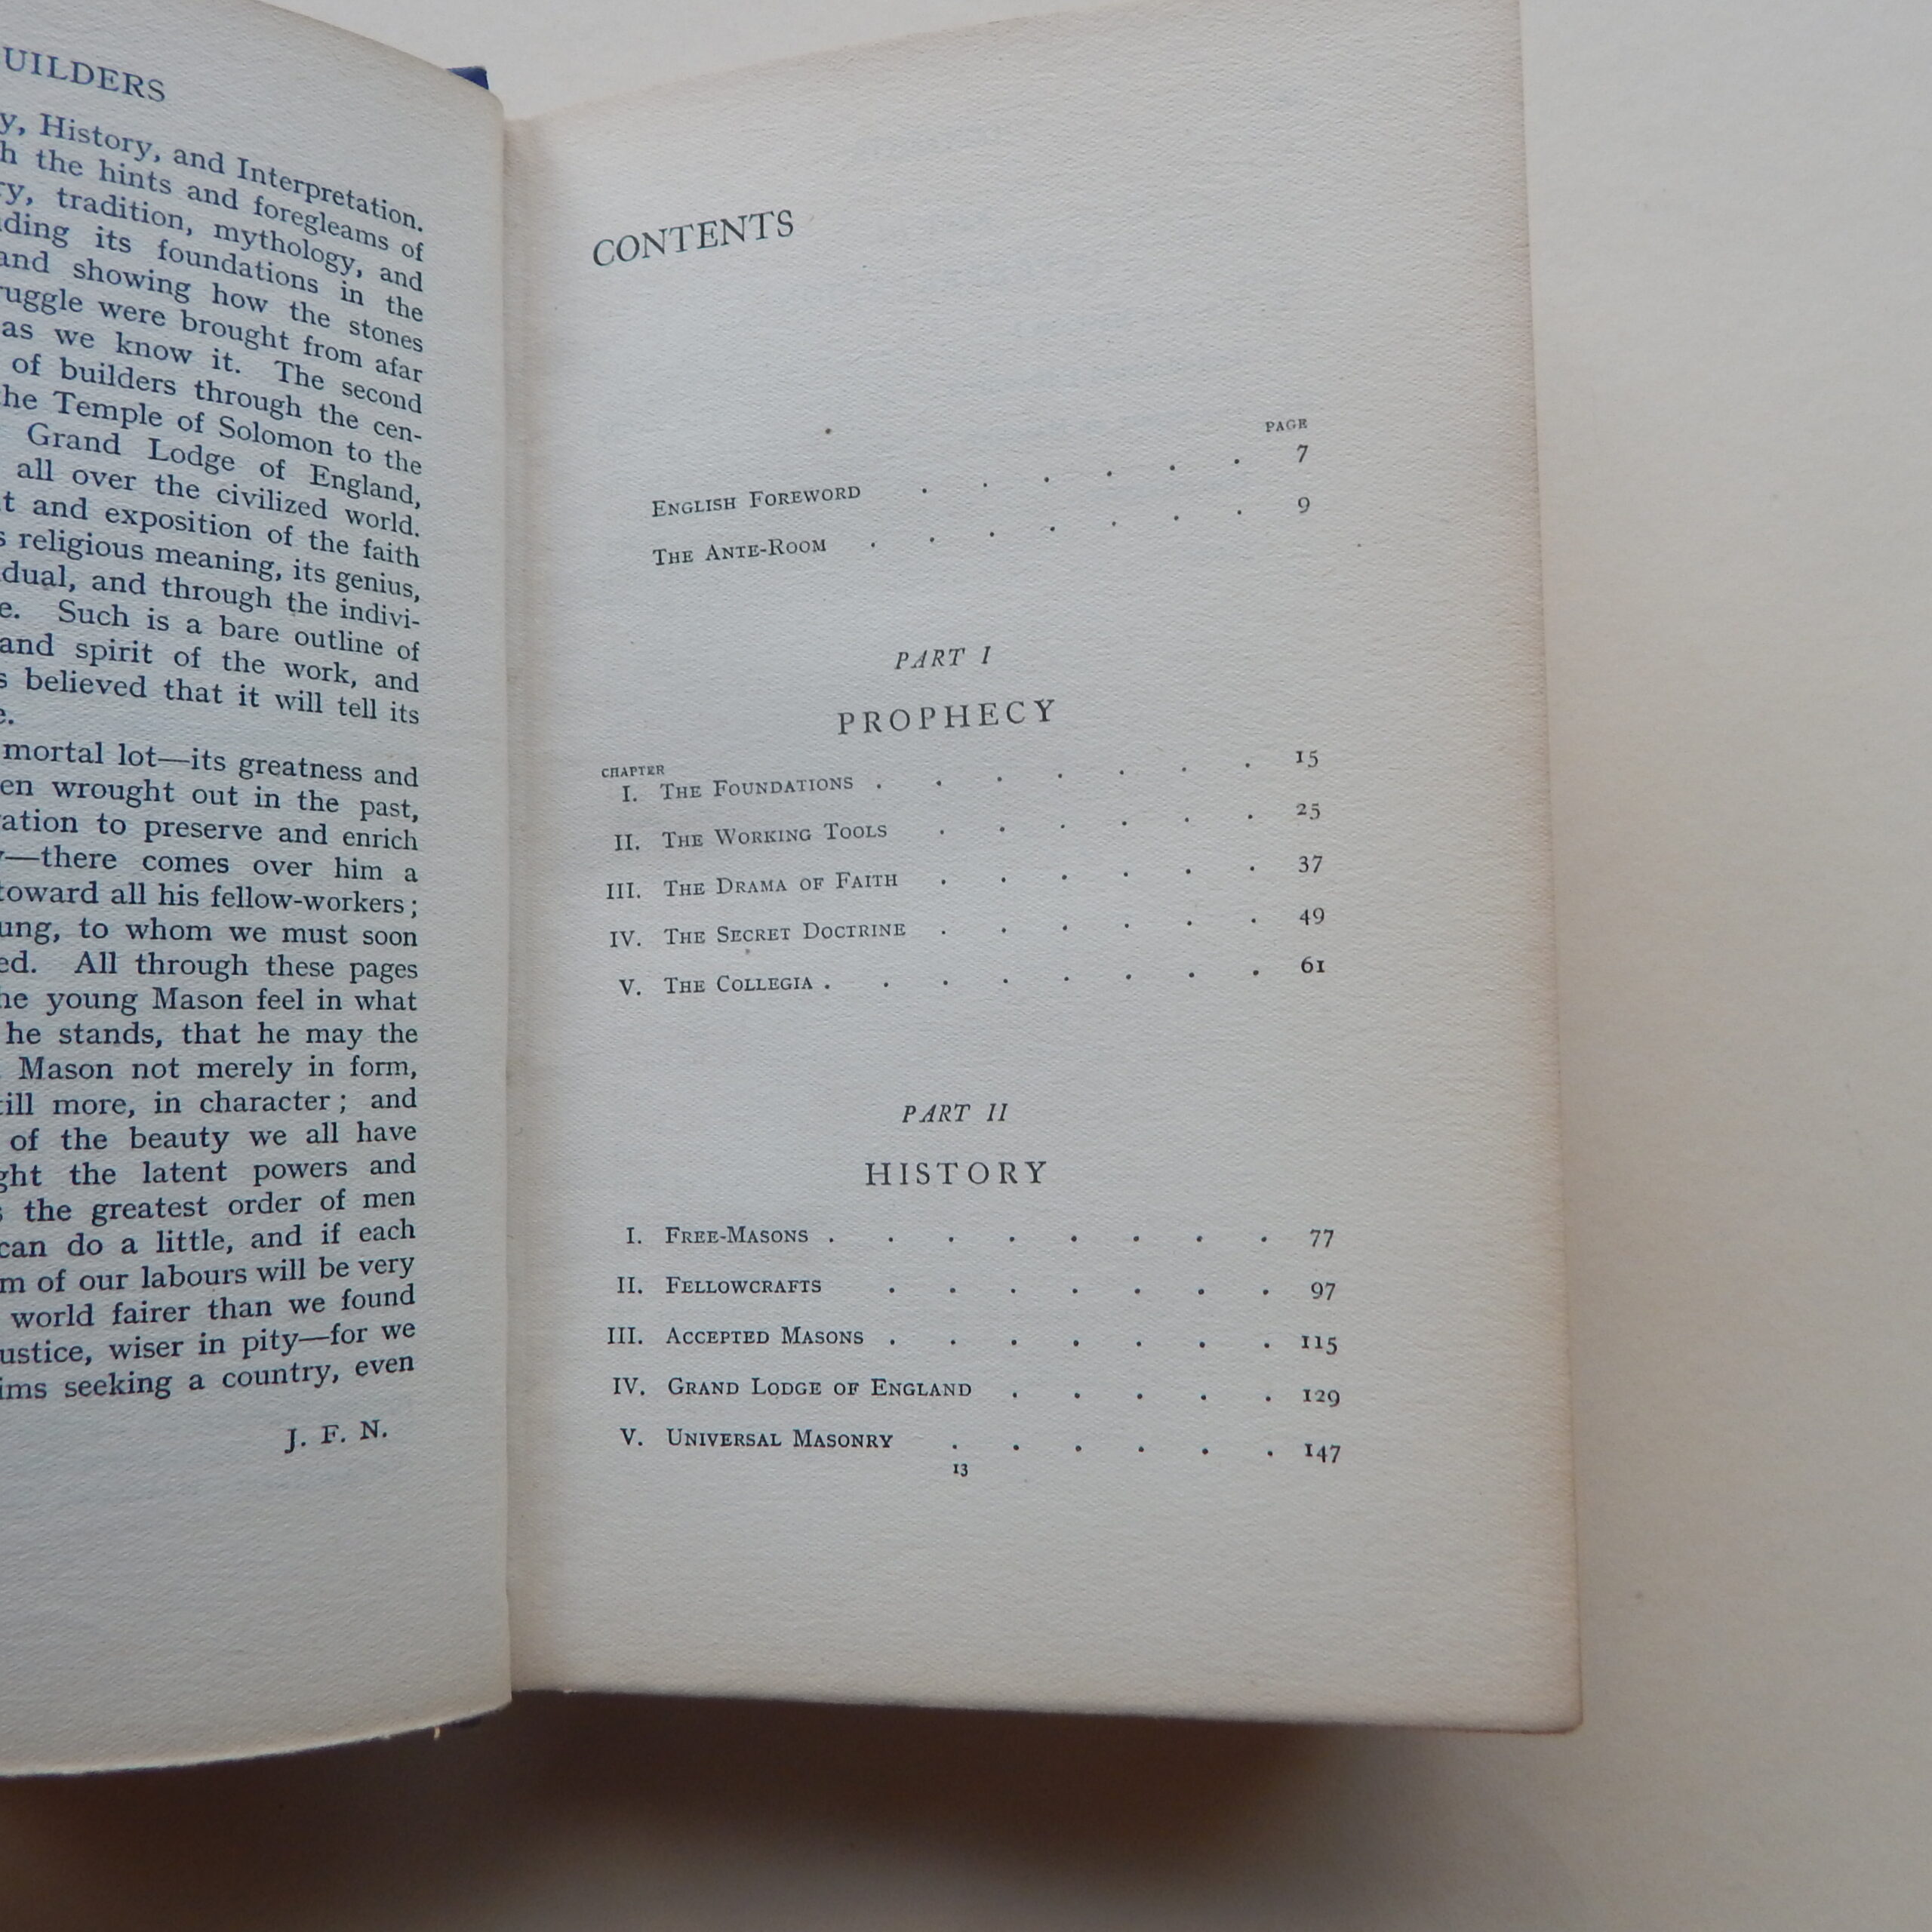 UILDERS
y, History, and Interpretation.
h the hints and foregleams of
ry, tradition, mythology, and
ding its foundations in the
and showing how the stones
ruggle were brought from afar
as we know it. The second
of builders through the cen-
he Temple of Solomon to the
Grand Lodge of England,
all over the civilized world.
t and exposition of the faith
s religious meaning, its genius,
dual, and through the indivi-
e. Such is a bare outline of
and spirit of the work, and
s believed that it will tell its
e.
mortal lot—its greatness and
en wrought out in the past,
ration to preserve and enrich
y—there comes over him a
toward all his fellow-workers;
ung, to whom we must soon
ed. All through these pages
he young Mason feel in what
he stands, that he may the
Mason not merely in form,
till more, in character; and
of the beauty we all have
ght the latent powers and
s the greatest order of men
can do a little, and if each
m of our labours will be very
world fairer than we found
ustice, wiser in pity—for we
ims seeking a country, even
J. F. N.
CONTENTS
PAGE
ENGLISH FOREWORD . . . . . . 7
THE ANTE-ROOM . . . . . . . 9
PART I
PROPHECY
CHAPTER
I. THE FOUNDATIONS . . . . . . . 15
II. THE WORKING TOOLS . . . . . . 25
III. THE DRAMA OF FAITH . . . . . . 37
IV. THE SECRET DOCTRINE . . . . . . 49
V. THE COLLEGIA . . . . . . . . 61
PART II
HISTORY
I. FREE-MASONS . . . . . . . . 77
II. FELLOWCRAFTS . . . . . . . 97
III. ACCEPTED MASONS . . . . . . . 115
IV. GRAND LODGE OF ENGLAND . . . . . 129
V. UNIVERSAL MASONRY . . . . . . 147
13